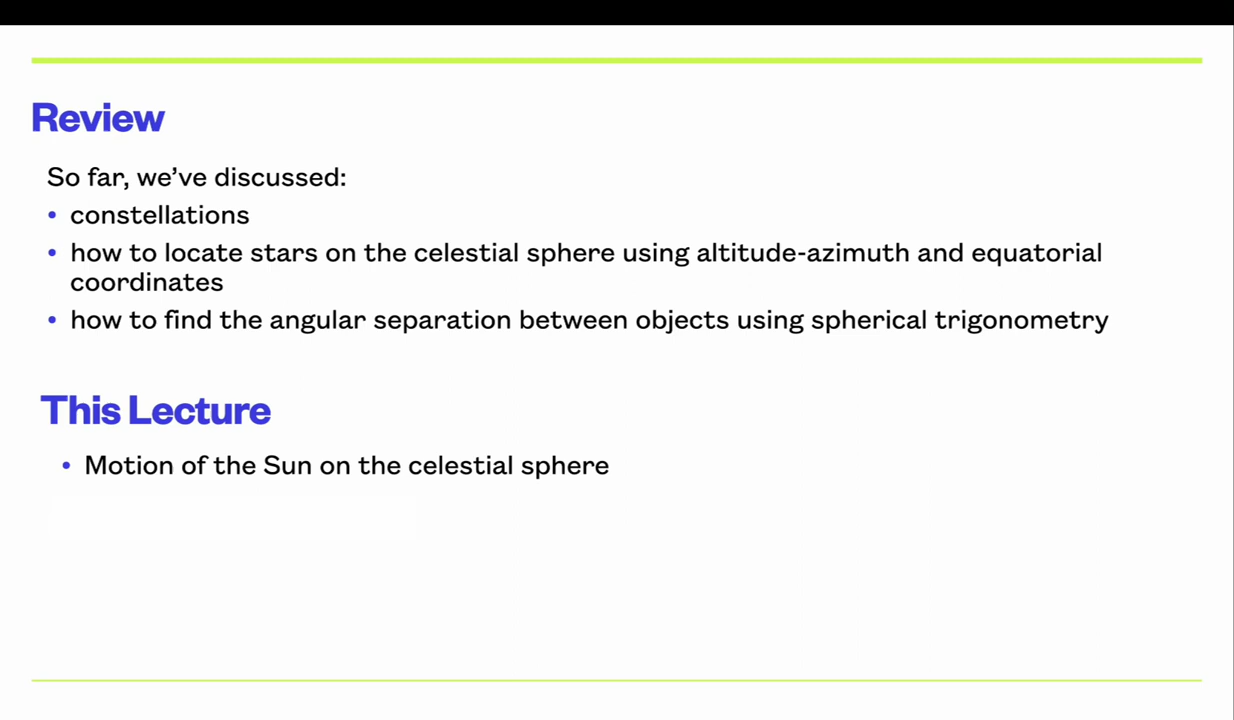 Review
So far, we’ve discussed:
• constellations
• how to locate stars on the celestial sphere using altitude-azimuth and equatorial
coordinates
• how to find the angular separation between objects using spherical trigonometry
This Lecture
• Motion of the Sun on the celestial sphere